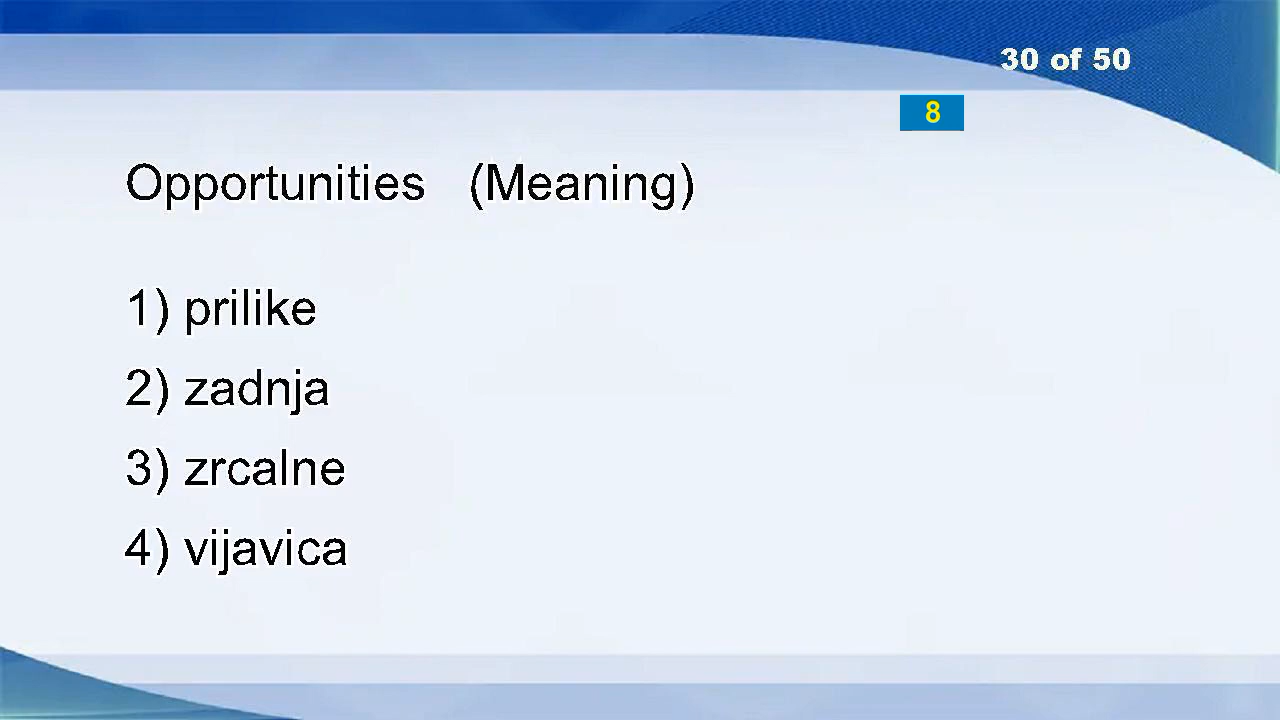 30 of 50
8
Opportunities (Meaning)
1) prilike
2) zadnja
3) zrcalne
4) vijavica